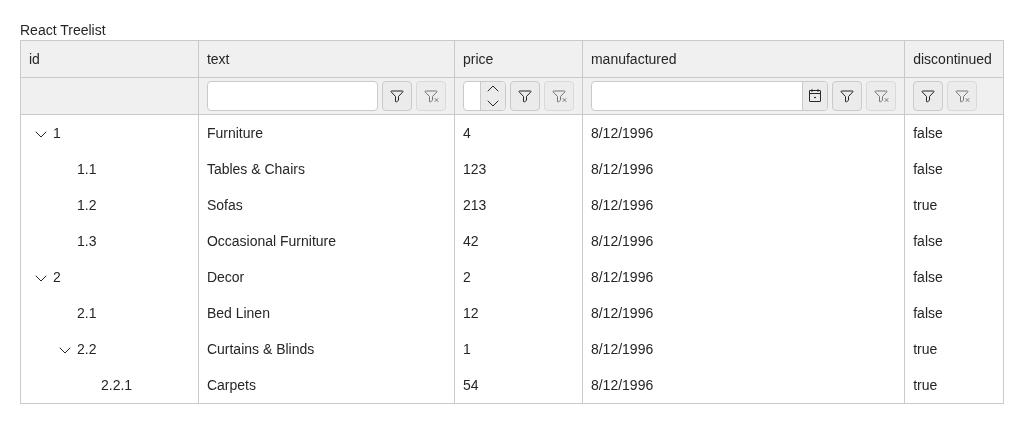 React Treelist
id text price manufactured discontinued
1 Furniture 4 8/12/1996 false
1.1 Tables & Chairs 123 8/12/1996 false
1.2 Sofas 213 8/12/1996 true
1.3 Occasional Furniture 42 8/12/1996 false
2 Decor 2 8/12/1996 false
2.1 Bed Linen 12 8/12/1996 false
2.2 Curtains & Blinds 1 8/12/1996 true
2.2.1 Carpets 54 8/12/1996 true